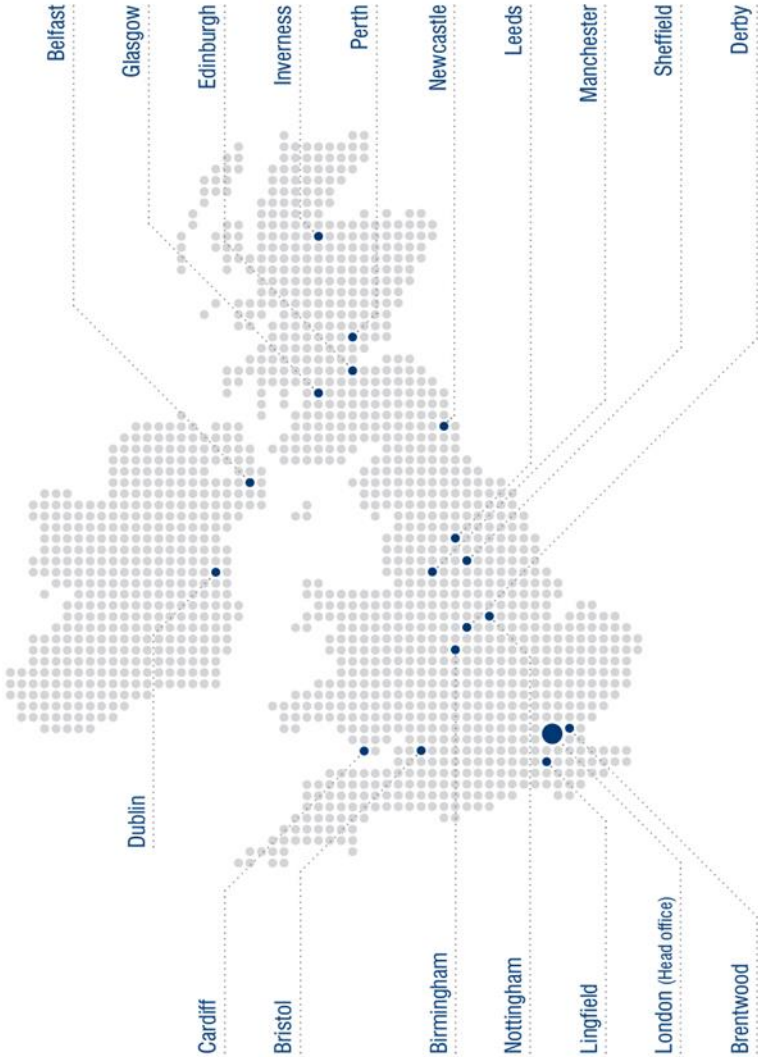 Belfast
Glasgow
Edinburgh
Inverness
Perth
Newcastle
Leeds
Manchester
Sheffield
Derby
Dublin
Cardiff
Bristol
Birmingham
Nottingham
Lingfield
London (Head office)
Brentwood